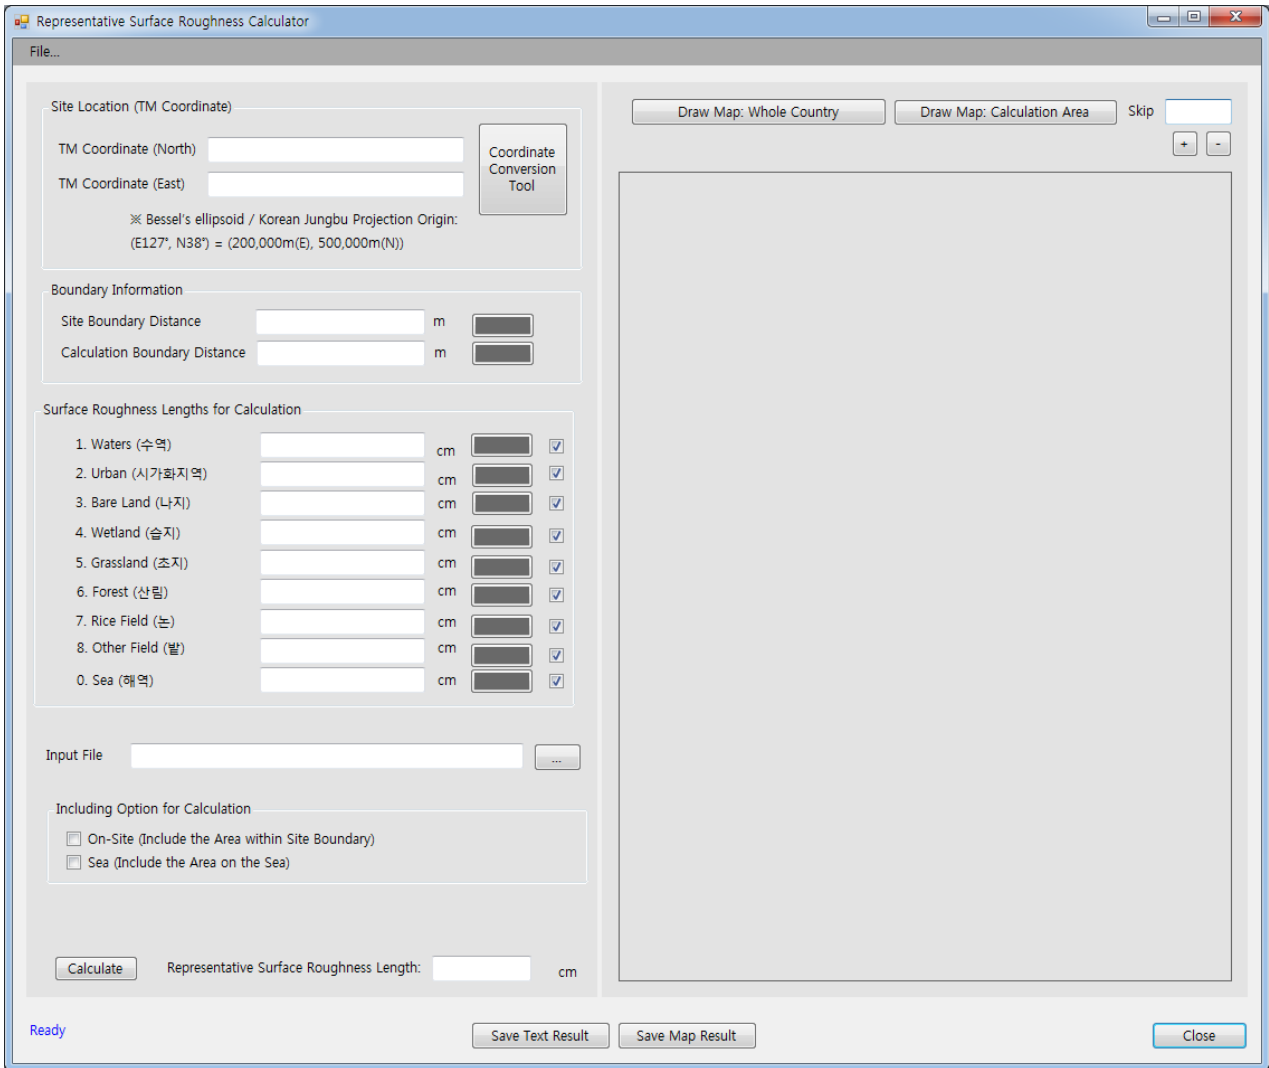 Representative Surface Roughness Calculator
File...
Site Location (TM Coordinate)
TM Coordinate (North)
TM Coordinate (East)
Coordinate
Conversion
Tool
※ Bessel's ellipsoid / Korean Jungbu Projection Origin:
(E127°, N38°) = (200,000m(E), 500,000m(N))
Boundary Information
Site Boundary Distance m
Calculation Boundary Distance m
Surface Roughness Lengths for Calculation
1. Waters (수역) cm
2. Urban (시가화지역) cm
3. Bare Land (나지) cm
4. Wetland (습지) cm
5. Grassland (초지) cm
6. Forest (산림) cm
7. Rice Field (논) cm
8. Other Field (밭) cm
0. Sea (해역) cm
Input File ...
Including Option for Calculation
On-Site (Include the Area within Site Boundary)
Sea (Include the Area on the Sea)
Calculate Representative Surface Roughness Length: cm
Draw Map: Whole Country Draw Map: Calculation Area Skip
+ -
Ready Save Text Result Save Map Result Close